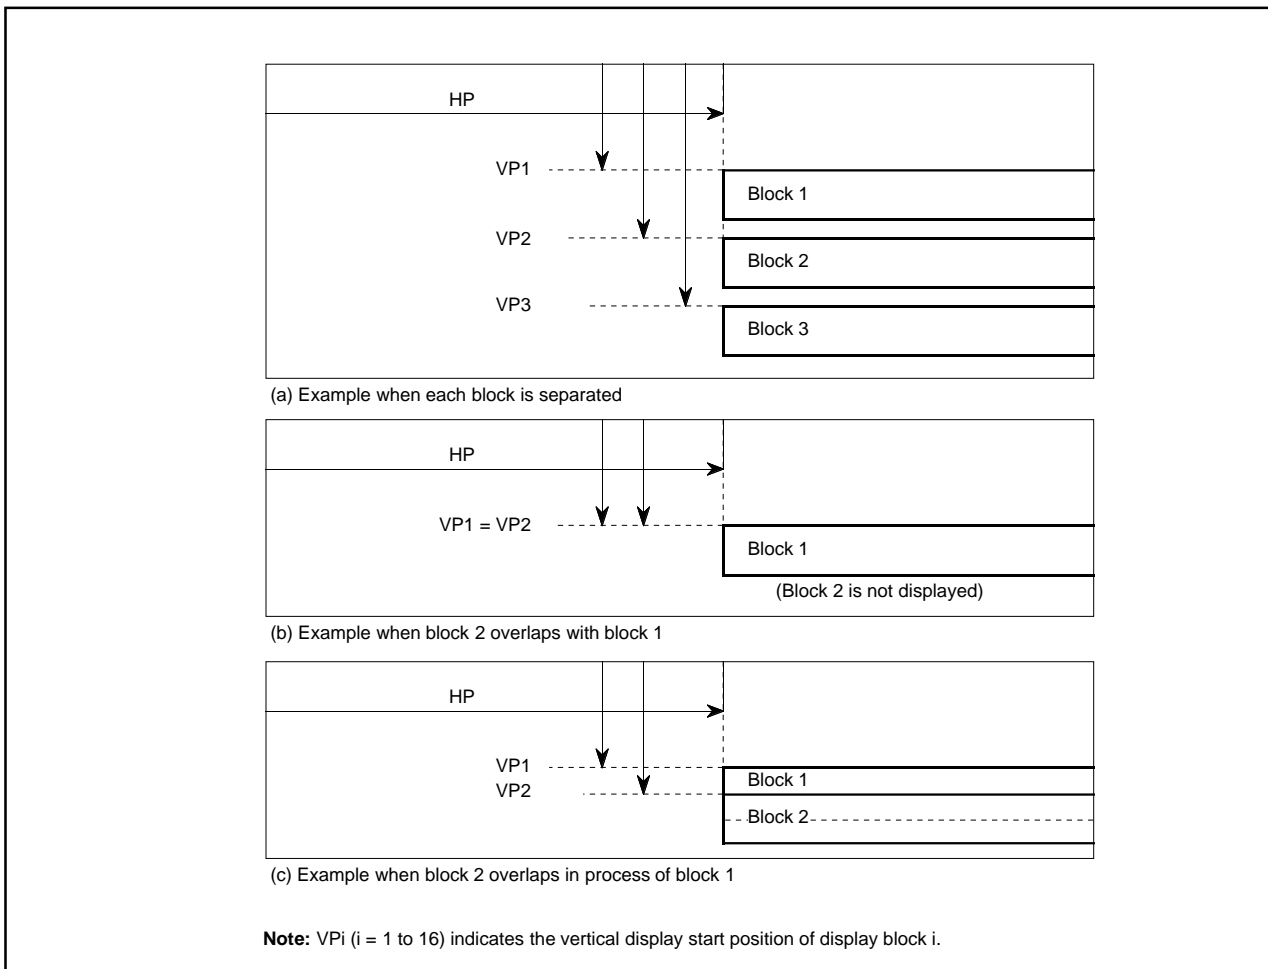 HP
VP1
Block 1
VP2
Block 2
VP3
Block 3
(a) Example when each block is separated
HP
VP1 = VP2
Block 1
(Block 2 is not displayed)
(b) Example when block 2 overlaps with block 1
HP
VP1
Block 1
VP2
Block 2
(c) Example when block 2 overlaps in process of block 1
Note: VPi (i = 1 to 16) indicates the vertical display start position of display block i.